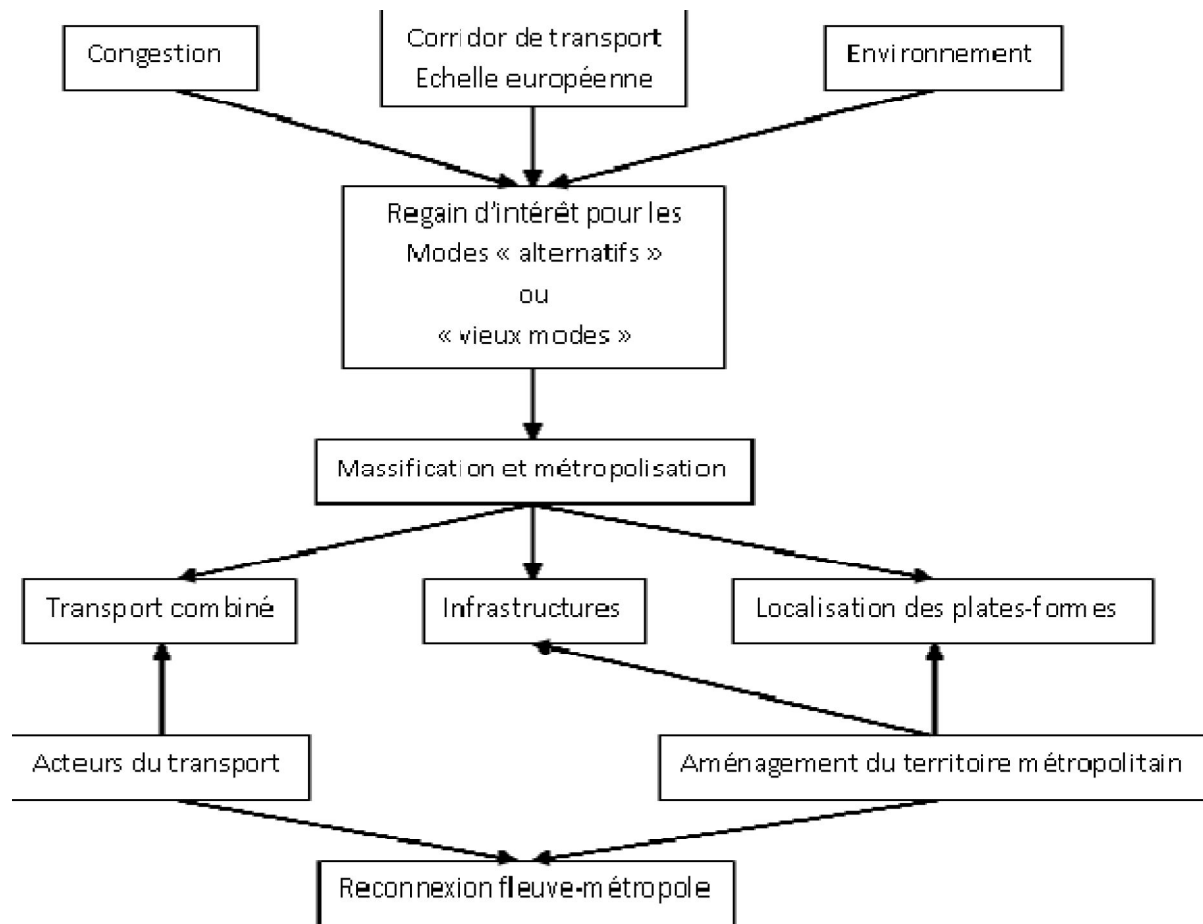 Congestion
Corridor de transport
Echelle européenne
Environnement
Regain d'intérêt pour les
Modes « alternatifs »
ou
« vieux modes »
Massification et métropolisation
Transport combiné
Infrastructures
Localisation des plates-formes
Acteurs du transport
Aménagement du territoire métropolitain
Reconnexion fleuve-métropole